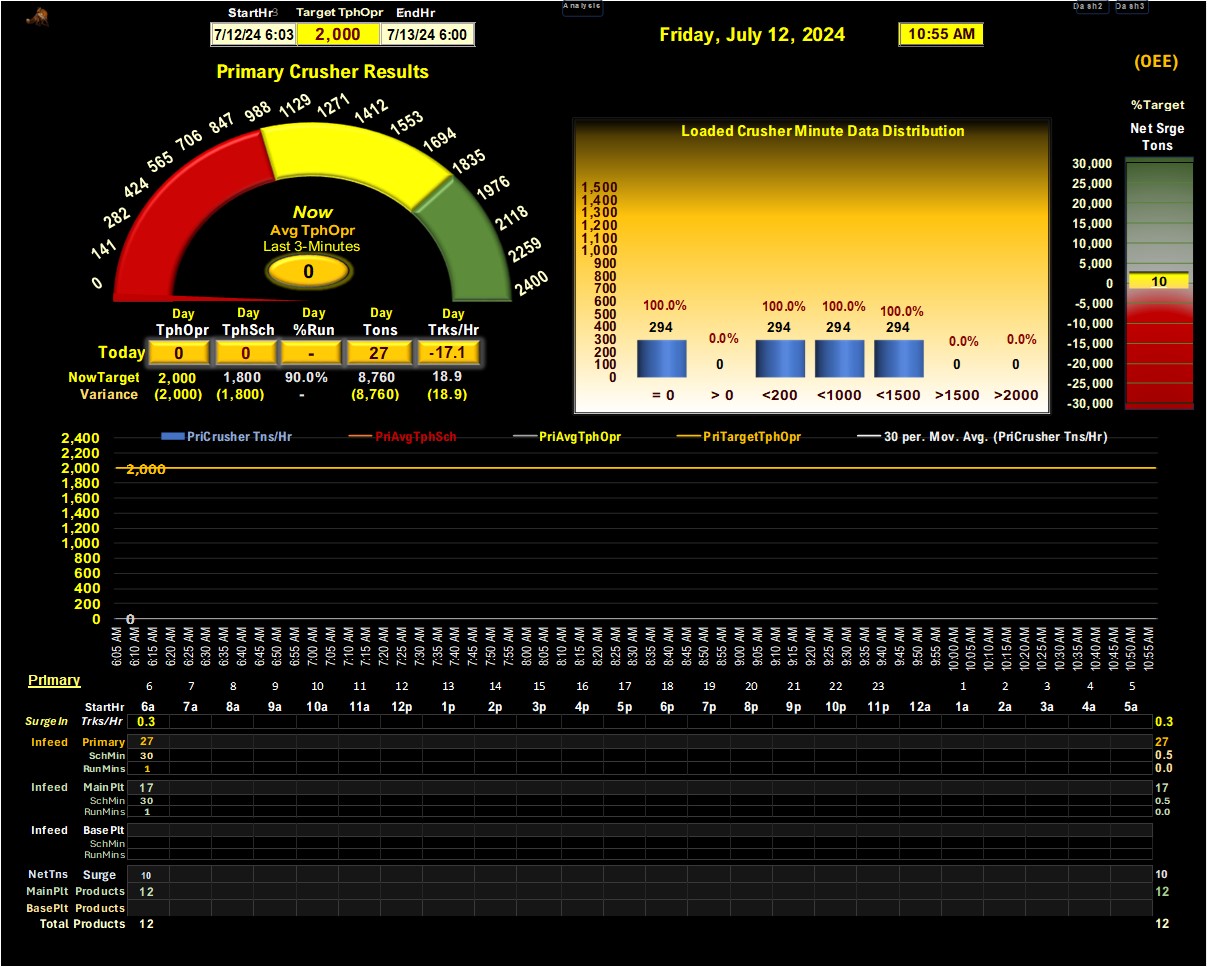 Analysis
Dash2 Dash3
StartHr3 Target TphOpr EndHr
7/12/24 6:03 2,000 7/13/24 6:00
Friday, July 12, 2024
10:55 AM
(OEE)
Primary Crusher Results
0 141 282 424 565 706 847 988 1129 1271 1412 1553 1694 1835 1976 2118 2259 2400
Now
Avg TphOpr
Last 3-Minutes
0
Day Day Day Day Day
TphOpr TphSch %Run Tons Trks/Hr
Today 0 0 - 27 -17.1
NowTarget 2,000 1,800 90.0% 8,760 18.9
Variance (2,000) (1,800) - (8,760) (18.9)
Loaded Crusher Minute Data Distribution
1,500
1,400
1,300
1,200
1,100
1,000
900
800
700
600
500
400
300
200
100
0
100.0% 0.0% 100.0% 100.0% 100.0% 0.0% 0.0%
294 0 294 294 294 0 0
= 0 > 0 <200 <1000 <1500 >1500 >2000
%Target
Net Srge
Tons
30,000
25,000
20,000
15,000
10,000
5,000
0
-5,000
-10,000
-15,000
-20,000
-25,000
-30,000
10
PriCrusher Tns/Hr PriAvgTphSch PriAvgTphOpr PriTargetTphOpr 30 per. Mov. Avg. (PriCrusher Tns/Hr)
2,400
2,200
2,000
1,800
1,600
1,400
1,200
1,000
800
600
400
200
0
2,000
0
6:05 AM 6:10 AM 6:15 AM 6:20 AM 6:25 AM 6:30 AM 6:35 AM 6:40 AM 6:45 AM 6:50 AM 6:55 AM 7:00 AM 7:05 AM 7:10 AM 7:15 AM 7:20 AM 7:25 AM 7:30 AM 7:35 AM 7:40 AM 7:45 AM 7:50 AM 7:55 AM 8:00 AM 8:05 AM 8:10 AM 8:15 AM 8:20 AM 8:25 AM 8:30 AM 8:35 AM 8:40 AM 8:45 AM 8:50 AM 8:55 AM 9:00 AM 9:05 AM 9:10 AM 9:15 AM 9:20 AM 9:25 AM 9:30 AM 9:35 AM 9:40 AM 9:45 AM 9:50 AM 9:55 AM 10:00 AM 10:05 AM 10:10 AM 10:15 AM 10:20 AM 10:25 AM 10:30 AM 10:35 AM 10:40 AM 10:45 AM 10:50 AM 10:55 AM
Primary
6 7 8 9 10 11 12 13 14 15 16 17 18 19 20 21 22 23 1 2 3 4 5
StartHr 6a 7a 8a 9a 10a 11a 12p 1p 2p 3p 4p 5p 6p 7p 8p 9p 10p 11p 12a 1a 2a 3a 4a 5a
SurgeIn Trks/Hr 0.3 0.3
Infeed Primary 27 27
SchMin 30 0.5
RunMins 1 0.0
Infeed Main Plt 17 17
SchMin 30 0.5
RunMins 1 0.0
Infeed Base Plt
SchMin
RunMins
NetTns Surge 10 10
MainPlt Products 12 12
BasePlt Products
Total Products 12 12